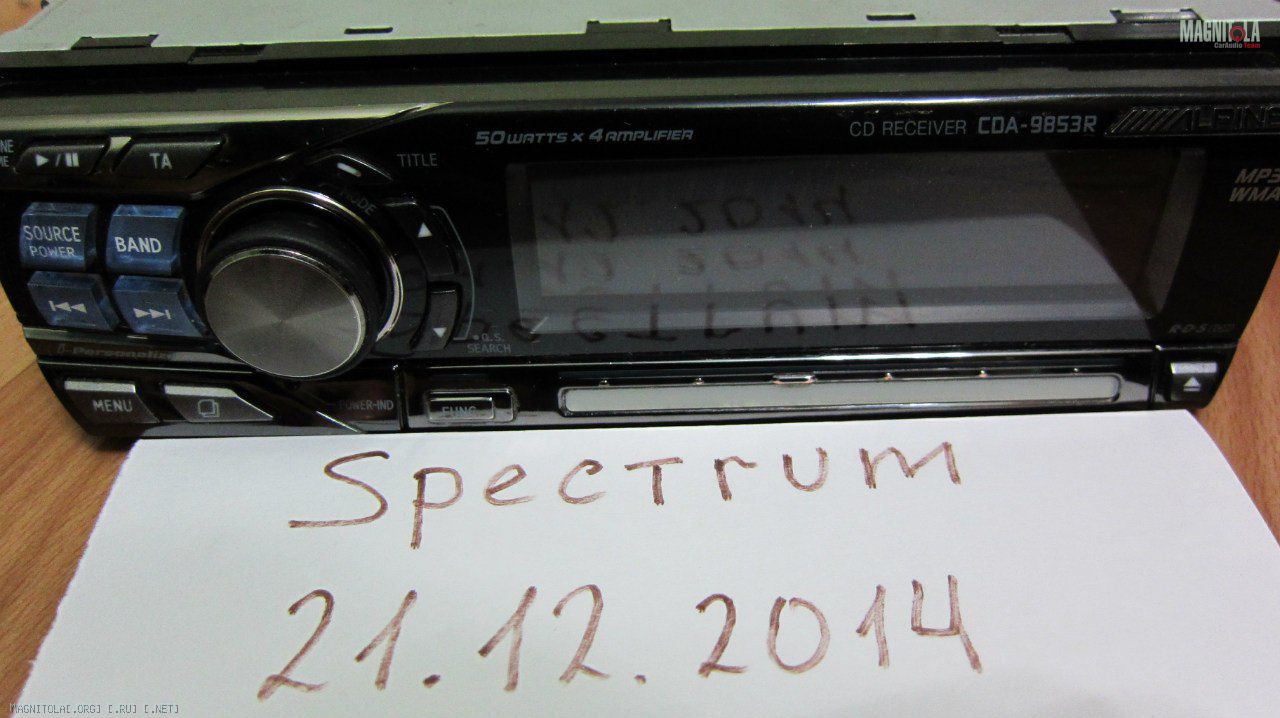 MAGNITOLA
CarAudio Team
50 WATTS x 4 AMPLIFIER
CD RECEIVER CDA-9853R ALPINE
TA
TITLE
MODE
MP3
WMA
SOURCE
POWER
BAND
Q.S.
SEARCH
R·D·S
MENU
POWER-IND
FUNC
Spectrum
21.12.2014
MAGNITOLA[.ORG] [.RU] [.NET]